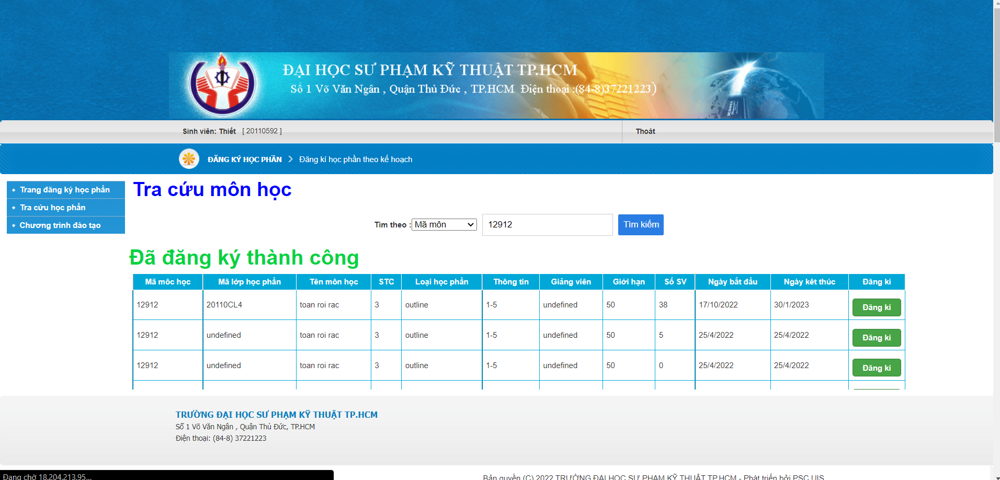 ĐẠI HỌC SƯ PHẠM KỸ THUẬT TP.HCM
Số 1 Võ Văn Ngân , Quận Thủ Đức , TP.HCM Điện thoại :(84-8)37221223)
Sinh viên: Thiết [ 20110592 ] Thoát
ĐĂNG KÝ HỌC PHẦN Đăng kí học phần theo kế hoạch
Trang đăng ký học phần
Tra cứu học phần
Chương trình đào tạo
Tra cứu môn học
Tìm theo : Mã môn 12912 Tìm kiếm
Đã đăng ký thành công
Mã môc học Mã lớp học phần Tên môn học STC Loại học phần Thông tin Giảng viên Giới hạn Số SV Ngày bắt đầu Ngày kêt thúc Đăng kí
12912 20110CL4 toan roi rac 3 outline 1-5 undefined 50 38 17/10/2022 30/1/2023 Đăng kí
12912 undefined toan roi rac 3 outline 1-5 undefined 50 5 25/4/2022 25/4/2022 Đăng kí
12912 undefined toan roi rac 3 outline 1-5 undefined 50 0 25/4/2022 25/4/2022 Đăng kí
TRƯỜNG ĐẠI HỌC SƯ PHẠM KỸ THUẬT TP.HCM
Số 1 Võ Văn Ngân , Quận Thủ Đức, TP.HCM
Điện thoại: (84-8) 37221223
Đang chờ 18.204.213.95...
Bản quyền (C) 2022 TRƯỜNG ĐẠI HỌC SƯ PHẠM KỸ THUẬT TP.HCM - Phát triển bởi PSC UIS